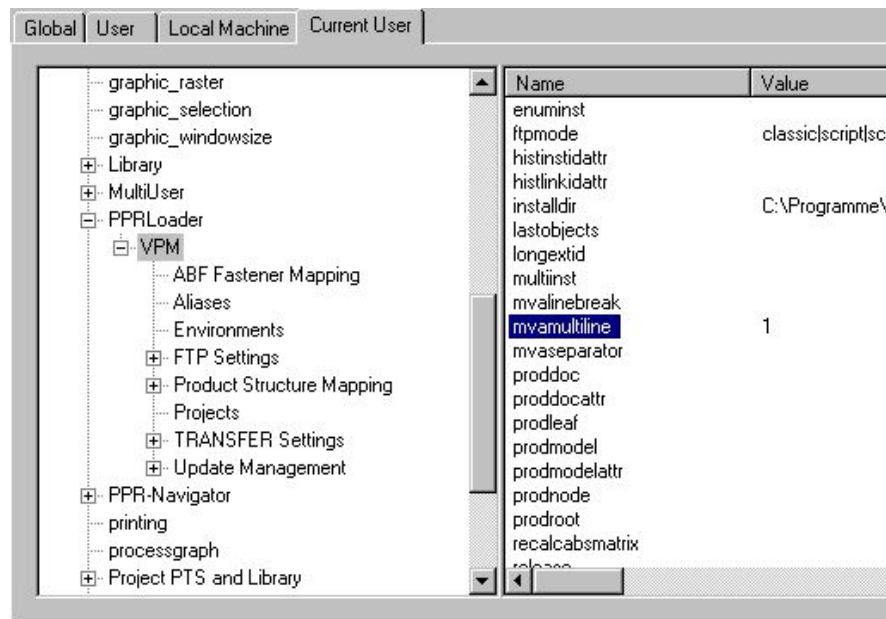 Global User Local Machine Current User
graphic_raster
graphic_selection
graphic_windowsize
Library
MultiUser
PPRLoader
VPM
ABF Fastener Mapping
Aliases
Environments
FTP Settings
Product Structure Mapping
Projects
TRANSFER Settings
Update Management
PPR-Navigator
printing
processgraph
Project PTS and Library
Name Value
enuminst
ftpmode classic|script|sc
histinstidattr
histlinkidattr
installdir C:\Programme\
lastobjects
longextid
multiinst
mvalinebreak
mvamultiline 1
mvaseparator
proddoc
proddocattr
prodleaf
prodmodel
prodmodelattr
prodnode
prodroot
recalcabsmatrix